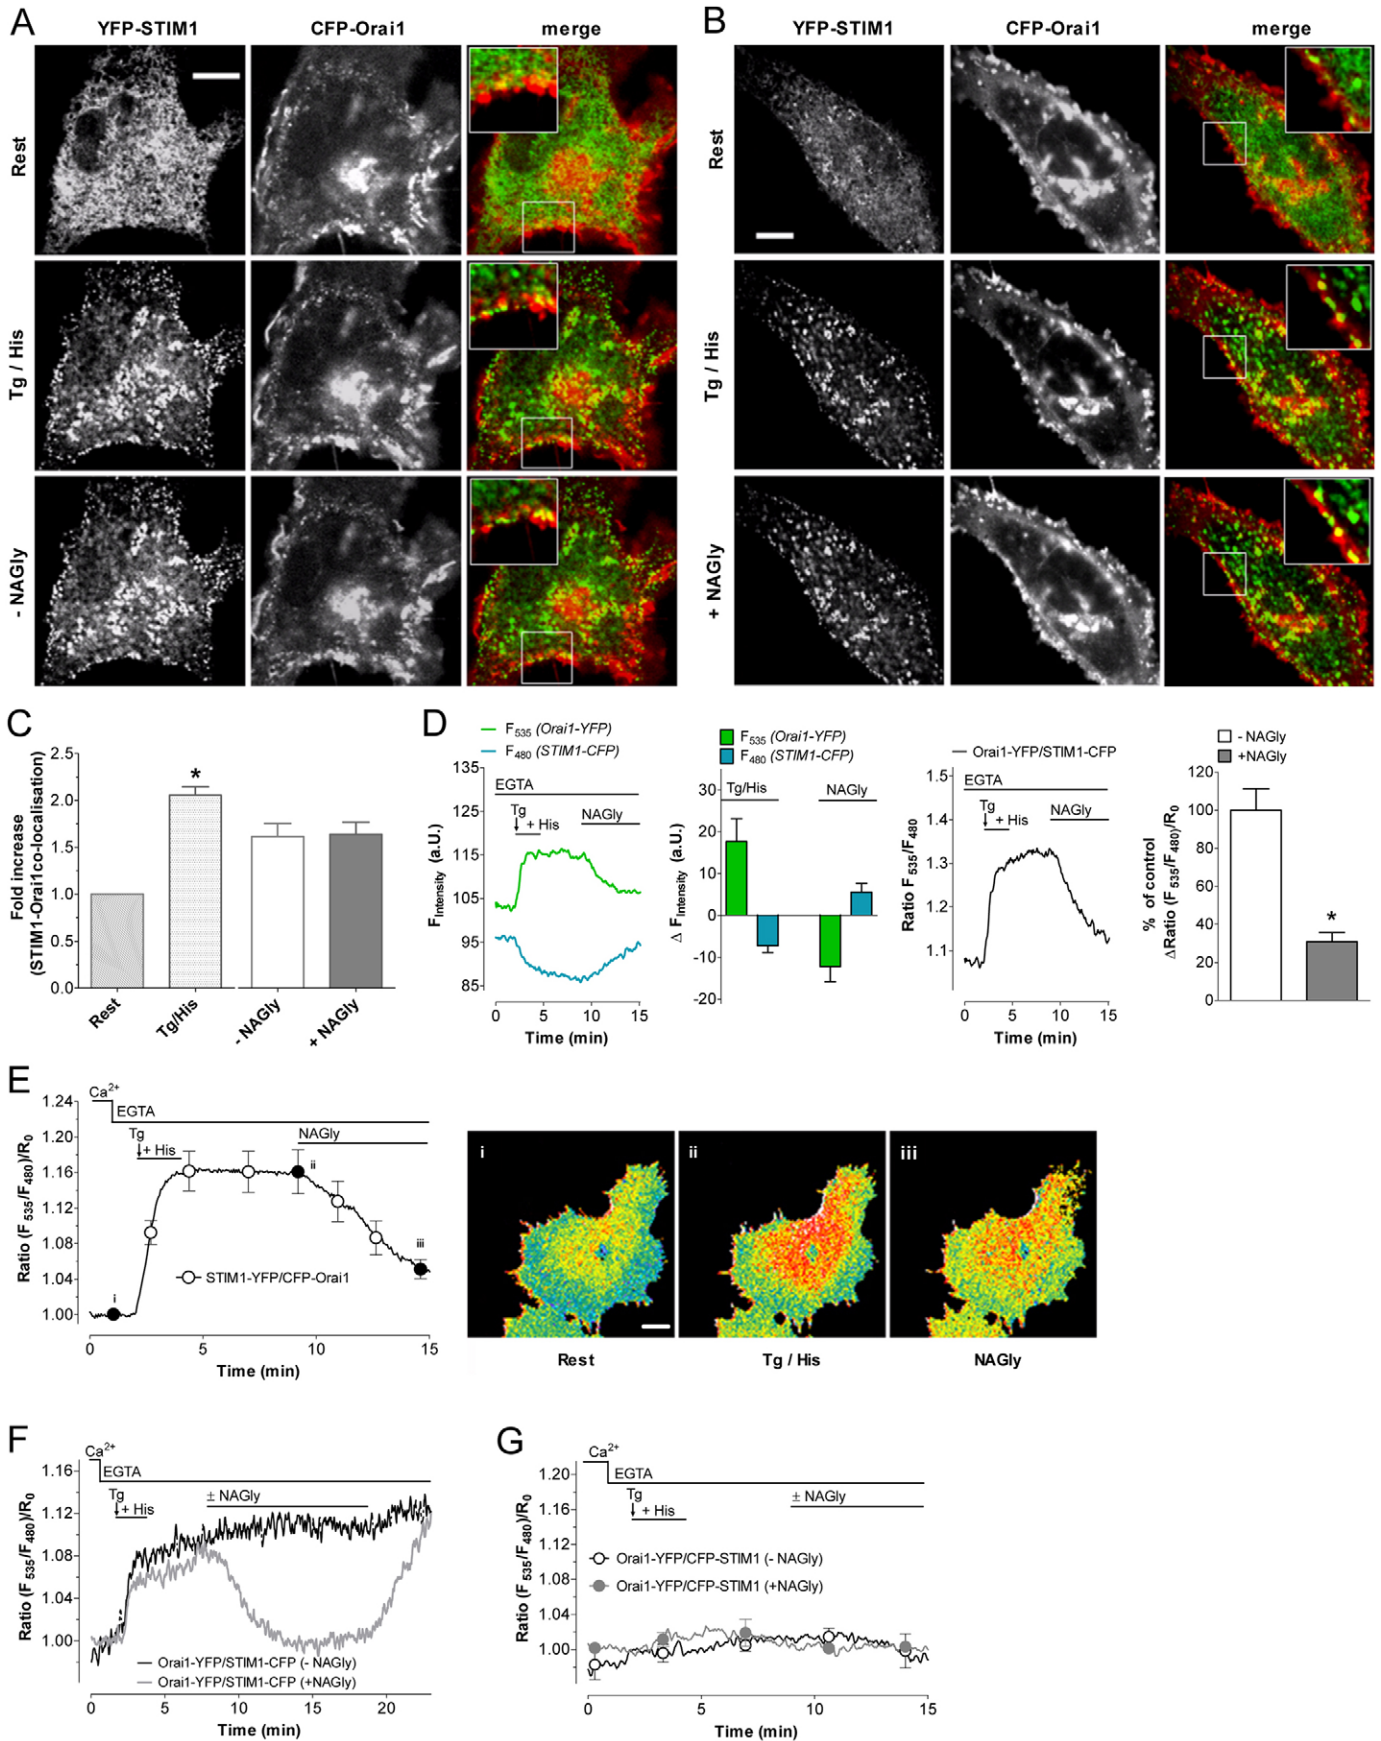 A
YFP-STIM1 CFP-Orai1 merge
Rest
Tg / His
- NAGly
B
YFP-STIM1 CFP-Orai1 merge
Rest
Tg / His
+ NAGly
C
Fold increase
(STIM1-Orai1co-localisation)
2.5
2.0
1.5
1.0
0.5
0.0
*
Rest Tg/His - NAGly + NAGly
D
F535 (Orai1-YFP)
F480 (STIM1-CFP)
135
125
115
105
95
85
FIntensity (a.U.)
EGTA
Tg
+ His
NAGly
0 5 10 15
Time (min)
F535 (Orai1-YFP)
F480 (STIM1-CFP)
Δ FIntensity (a.U.)
30
20
10
0
-10
-20
Tg/His NAGly
Orai1-YFP/STIM1-CFP
Ratio F535/F480
1.5
1.4
1.3
1.2
1.1
EGTA
Tg
+ His
NAGly
0 5 10 15
Time (min)
- NAGly
+NAGly
% of control
ΔRatio (F 535/F480)/R0
120
100
80
60
40
20
0
*
E
Ca2+
EGTA
Tg
+ His
NAGly
Ratio (F 535/F480)/R0
1.24
1.20
1.16
1.12
1.08
1.04
1.00
i
ii
iii
STIM1-YFP/CFP-Orai1
0 5 10 15
Time (min)
i ii iii
Rest Tg / His NAGly
F
Ca2+
EGTA
Tg
+ His
± NAGly
Ratio (F 535/F480)/R0
1.16
1.12
1.08
1.04
1.00
Orai1-YFP/STIM1-CFP (- NAGly)
Orai1-YFP/STIM1-CFP (+NAGly)
0 5 10 15 20
Time (min)
G
Ca2+
EGTA
Tg
+ His
± NAGly
Ratio (F 535/F480)/R0
1.20
1.16
1.12
1.08
1.04
1.00
Orai1-YFP/CFP-STIM1 (- NAGly)
Orai1-YFP/CFP-STIM1 (+NAGly)
0 5 10 15
Time (min)